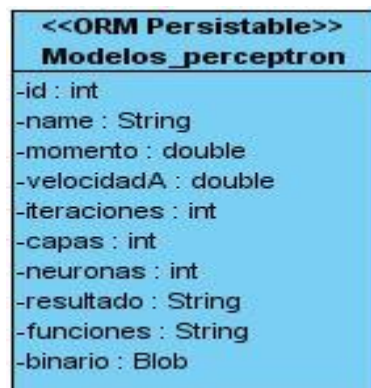 <<ORM Persistable>>
Modelos_perceptron
-id : int
-name : String
-momento : double
-velocidadA : double
-iteraciones : int
-capas : int
-neuronas : int
-resultado : String
-funciones : String
-binario : Blob